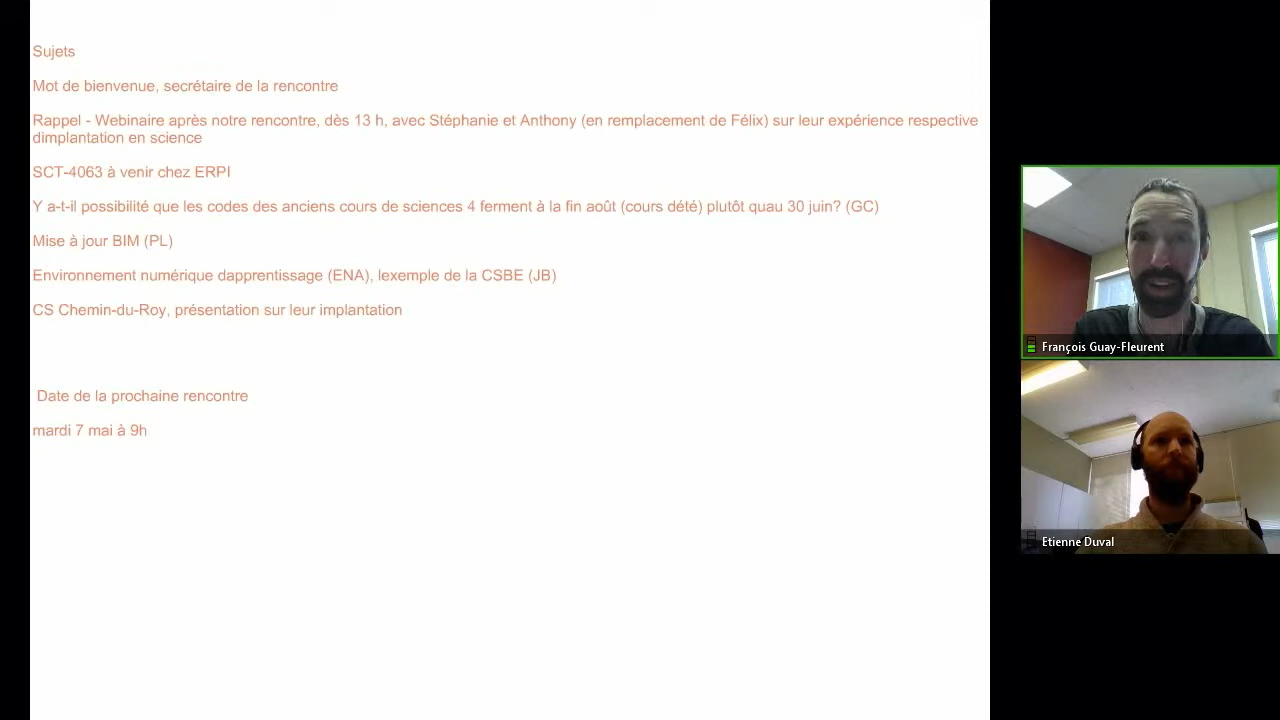 Sujets
Mot de bienvenue, secrétaire de la rencontre
Rappel - Webinaire après notre rencontre, dès 13 h, avec Stéphanie et Anthony (en remplacement de Félix) sur leur expérience respective
dimplantation en science
SCT-4063 à venir chez ERPI
Y a-t-il possibilité que les codes des anciens cours de sciences 4 ferment à la fin août (cours dété) plutôt quau 30 juin? (GC)
Mise à jour BIM (PL)
Environnement numérique dapprentissage (ENA), lexemple de la CSBE (JB)
CS Chemin-du-Roy, présentation sur leur implantation
Date de la prochaine rencontre
mardi 7 mai à 9h
François Guay-Fleurent
Etienne Duval